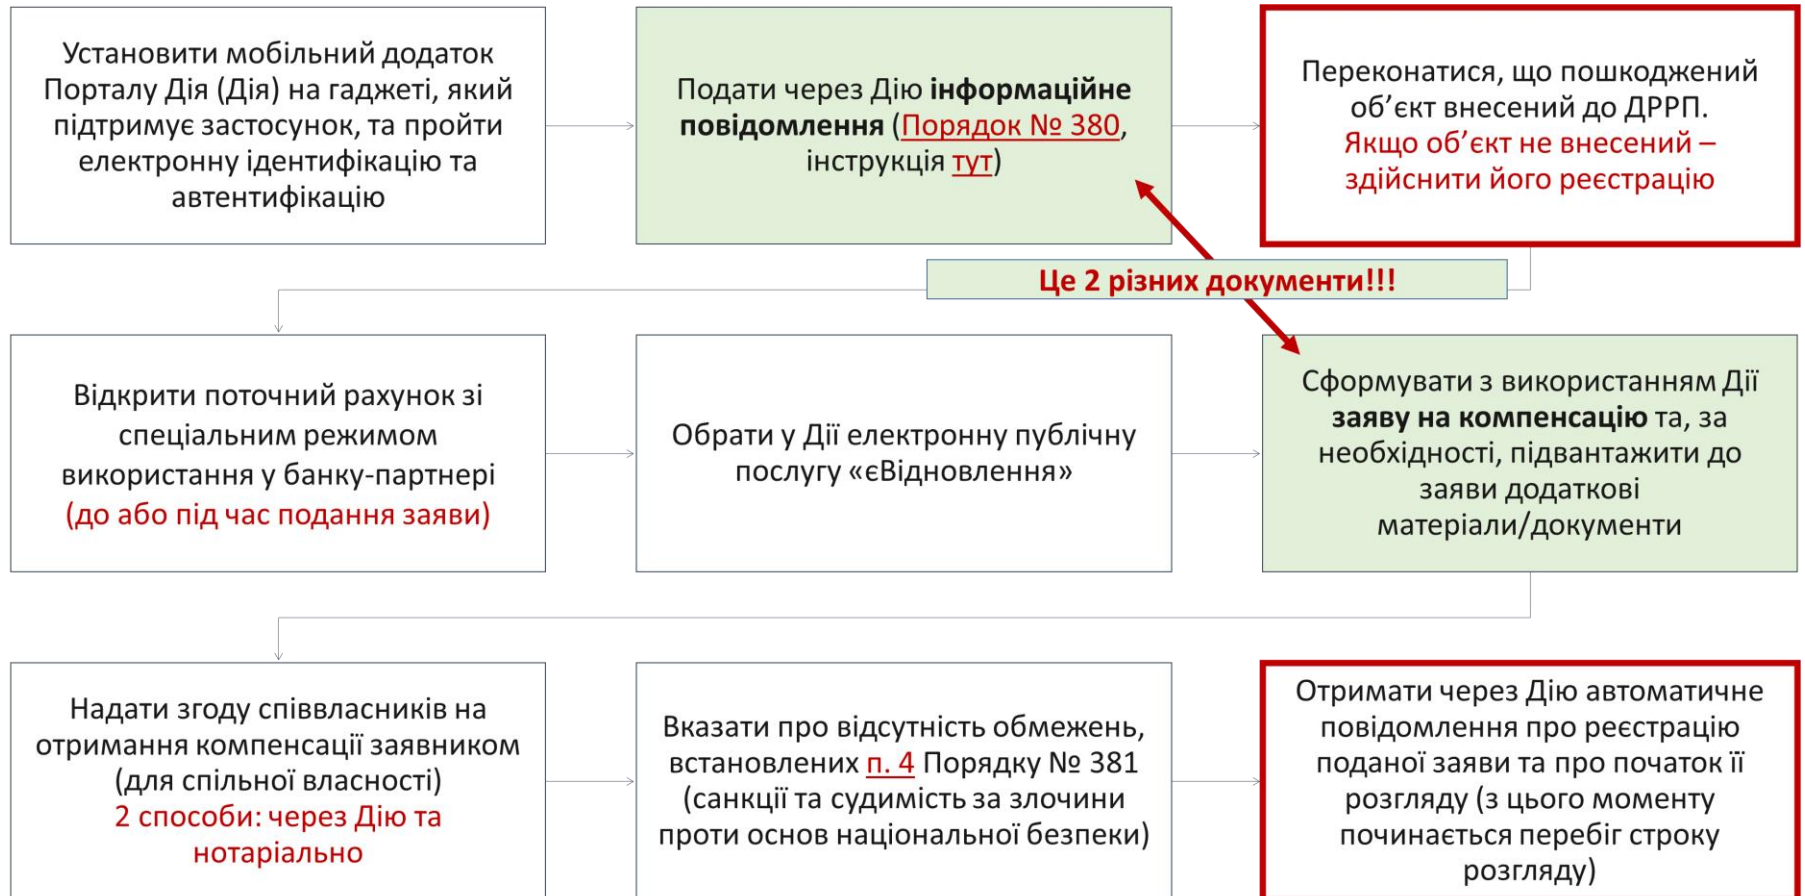 Установити мобільний додаток
Порталу Дія (Дія) на гаджеті, який
підтримує застосунок, та пройти
електронну ідентифікацію та
автентифікацію
Подати через Дію інформаційне
повідомлення (Порядок № 380,
інструкція тут)
Переконатися, що пошкоджений
об’єкт внесений до ДРРП.
Якщо об’єкт не внесений –
здійснити його реєстрацію
Це 2 різних документи!!!
Відкрити поточний рахунок зі
спеціальним режимом
використання у банку-партнері
(до або під час подання заяви)
Обрати у Дії електронну публічну
послугу «єВідновлення»
Сформувати з використанням Дії
заяву на компенсацію та, за
необхідності, підвантажити до
заяви додаткові
матеріали/документи
Надати згоду співвласників на
отримання компенсації заявником
(для спільної власності)
2 способи: через Дію та
нотаріально
Вказати про відсутність обмежень,
встановлених п. 4 Порядку № 381
(санкції та судимість за злочини
проти основ національної безпеки)
Отримати через Дію автоматичне
повідомлення про реєстрацію
поданої заяви та про початок її
розгляду (з цього моменту
починається перебіг строку
розгляду)